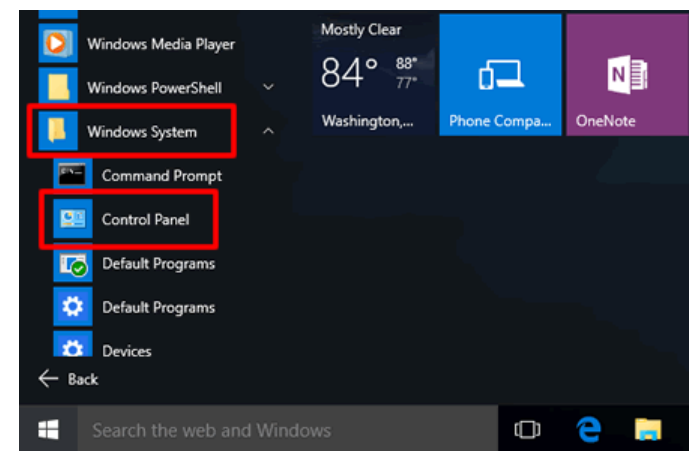 Windows Media Player
Windows PowerShell
Windows System
Command Prompt
Control Panel
Default Programs
Default Programs
Devices
Back
Mostly Clear
84° 88°
77°
Washington,...
Phone Compa...
N
OneNote
Search the web and Windows